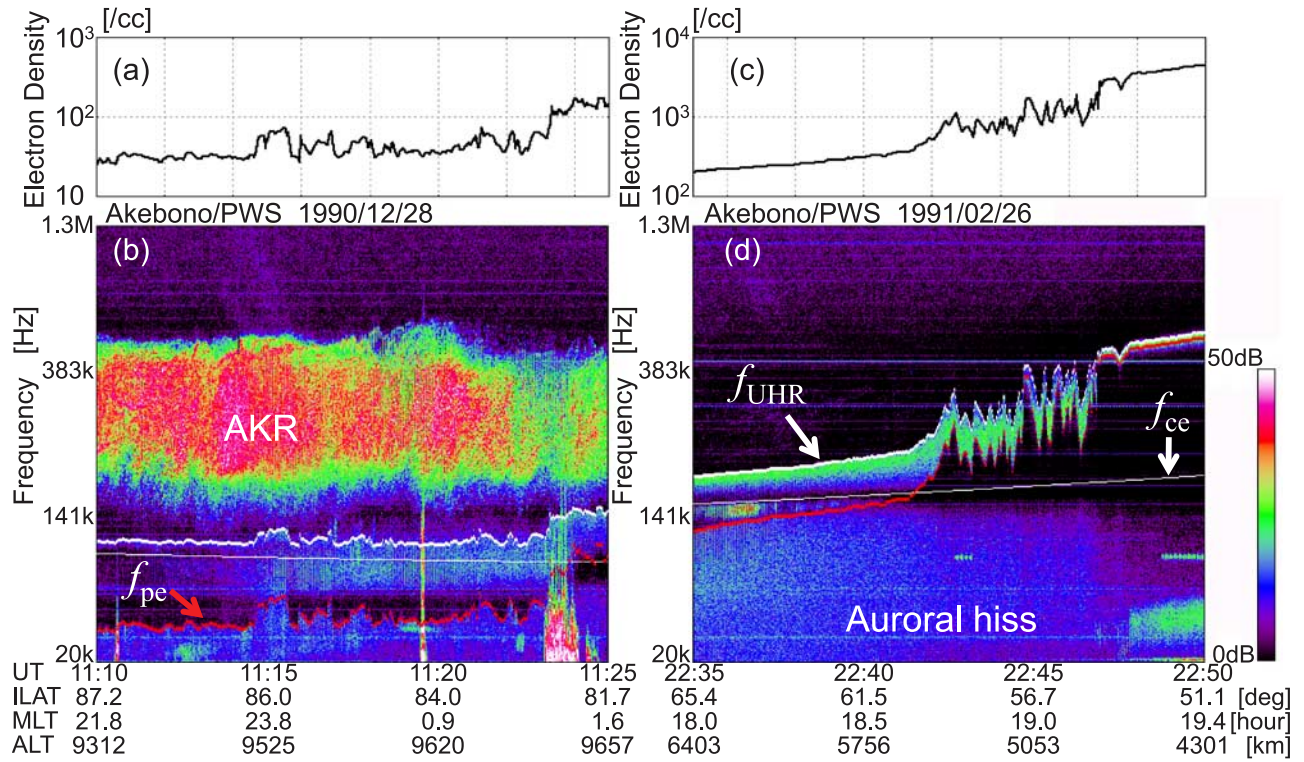 [/cc]
10³
(a)
10²
10
Electron Density
[/cc]
10⁴
(c)
10³
10²
Electron Density
Akebono/PWS 1990/12/28
Akebono/PWS 1991/02/26
1.3M
(b)
383k
AKR
141k
fpe
20k
Frequency [Hz]
1.3M
(d)
383k
fUHR
fce
141k
Auroral hiss
20k
Frequency [Hz]
50dB
0dB
UT 11:10 11:15 11:20 11:25 22:35 22:40 22:45 22:50
ILAT 87.2 86.0 84.0 81.7 65.4 61.5 56.7 51.1 [deg]
MLT 21.8 23.8 0.9 1.6 18.0 18.5 19.0 19.4 [hour]
ALT 9312 9525 9620 9657 6403 5756 5053 4301 [km]